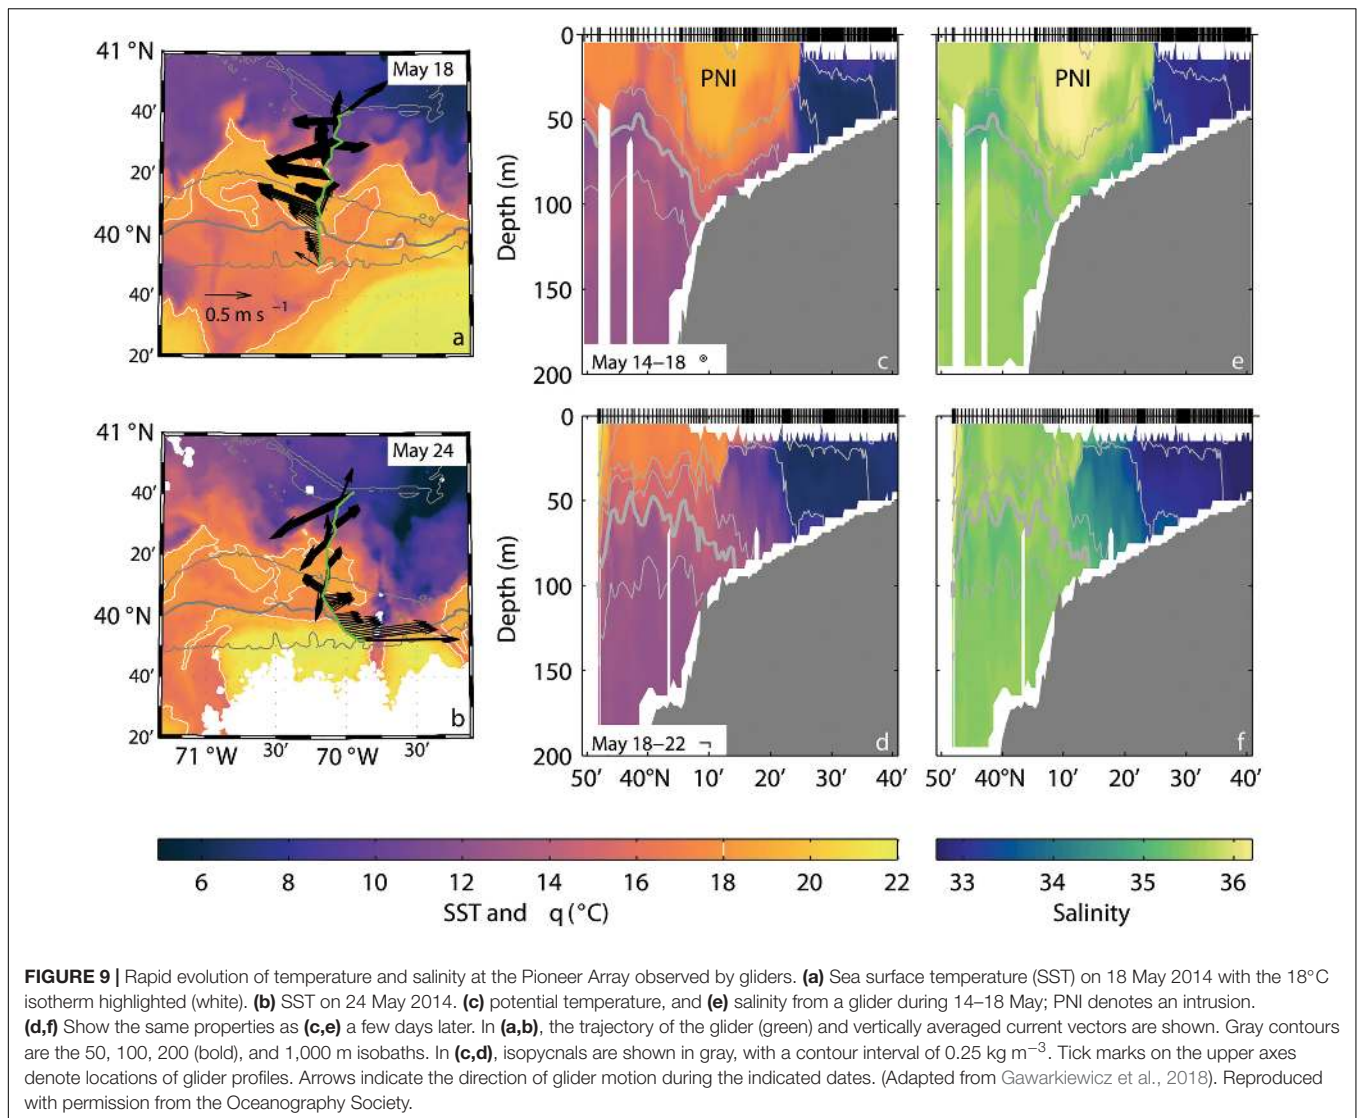 41 °N
May 18
40′
20′
40 °N
40′
0.5 m s⁻¹
20′
a
0
50
100
150
200
Depth (m)
PNI
May 14–18
c
PNI
e
41 °N
May 24
40′
20′
40 °N
40′
20′
b
71 °W 30′ 70 °W 30′
0
50
100
150
200
Depth (m)
May 18–22
d
f
50′ 40°N 10′ 20′ 30′ 40′
50′ 40°N 10′ 20′ 30′ 40′
6 8 10 12 14 16 18 20 22
SST and q (°C)
33 34 35 36
Salinity
FIGURE 9 | Rapid evolution of temperature and salinity at the Pioneer Array observed by gliders. (a) Sea surface temperature (SST) on 18 May 2014 with the 18°C
isotherm highlighted (white). (b) SST on 24 May 2014. (c) potential temperature, and (e) salinity from a glider during 14–18 May; PNI denotes an intrusion.
(d,f) Show the same properties as (c,e) a few days later. In (a,b), the trajectory of the glider (green) and vertically averaged current vectors are shown. Gray contours
are the 50, 100, 200 (bold), and 1,000 m isobaths. In (c,d), isopycnals are shown in gray, with a contour interval of 0.25 kg m⁻³. Tick marks on the upper axes
denote locations of glider profiles. Arrows indicate the direction of glider motion during the indicated dates. (Adapted from Gawarkiewicz et al., 2018). Reproduced
with permission from the Oceanography Society.